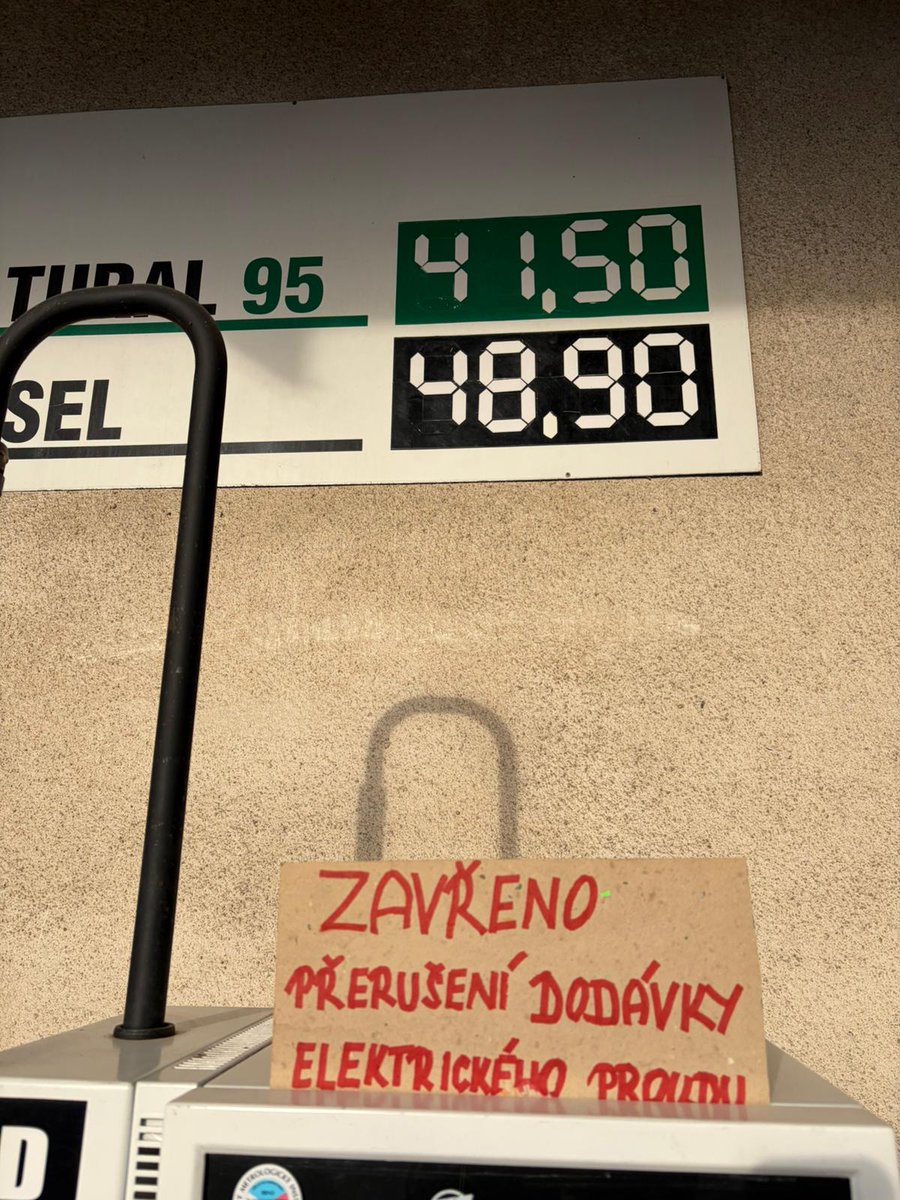 TURAL 95 41,50
SEL 48,90
ZAVŘENO
PŘERUŠENÍ DODÁVKY
ELEKTRICKÉHO PROUDU
D